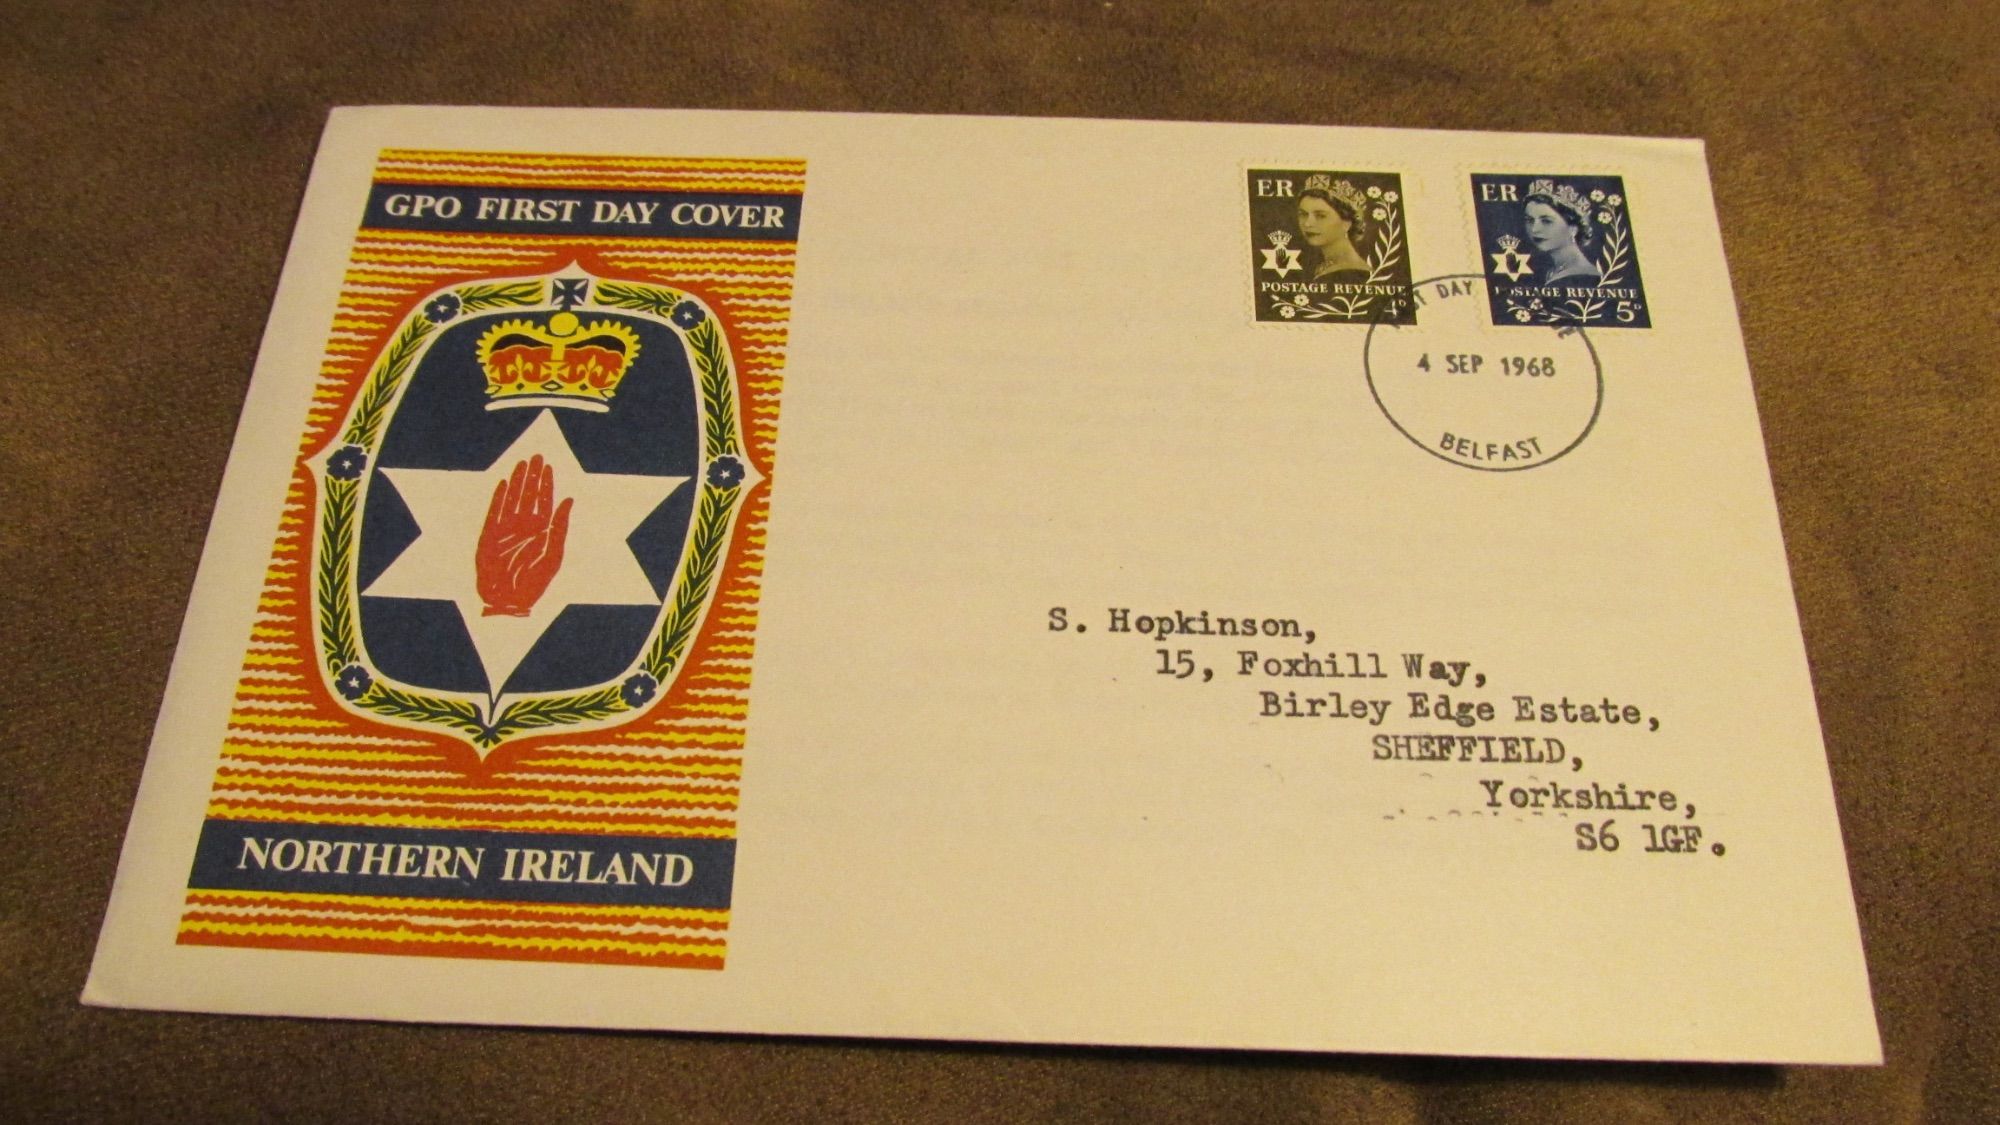 GPO FIRST DAY COVER
NORTHERN IRELAND
ER
POSTAGE REVENUE
4D
ER
POSTAGE REVENUE
5D
DAY
4 SEP 1968
BELFAST
S. Hopkinson,
15, Foxhill Way,
Birley Edge Estate,
SHEFFIELD,
Yorkshire,
S6 1GF.